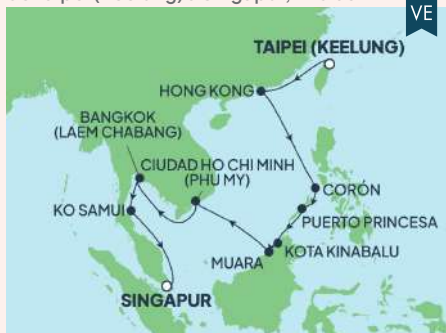 VE
TAIPEI (KEELUNG)
HONG KONG
BANGKOK
(LAEM CHABANG)
CIUDAD HO CHI MINH
(PHU MY)
CORÓN
KO SAMUI
PUERTO PRINCESA
KOTA KINABALU
MUARA
SINGAPUR